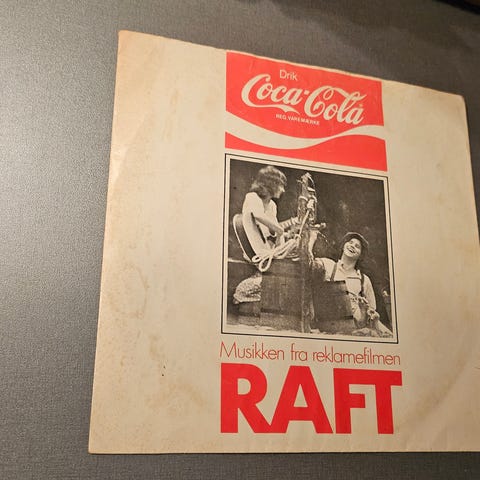 Drik
Coca-Cola
REG. VAREMÆRKE
Musikken fra reklamefilmen
RAFT